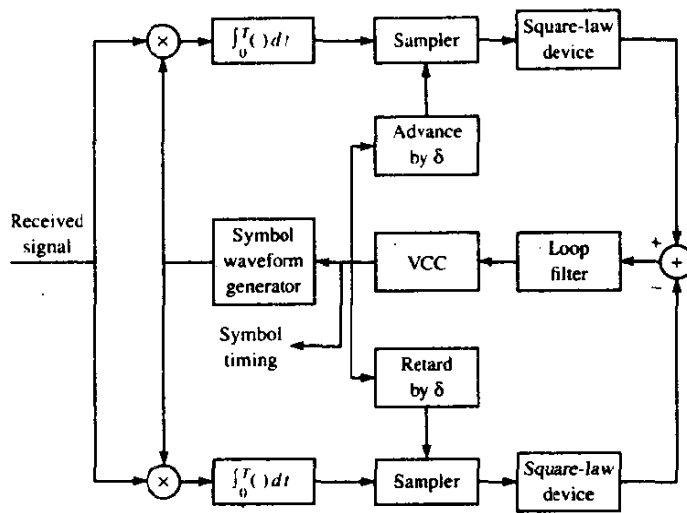 × ∫₀ᵀ( ) dt Sampler Square-law
device
Advance
by δ
Received
signal
Symbol
waveform
generator
VCC
Loop
filter
+
+
−
Symbol
timing
Retard
by δ
× ∫₀ᵀ( ) dt Sampler Square-law
device